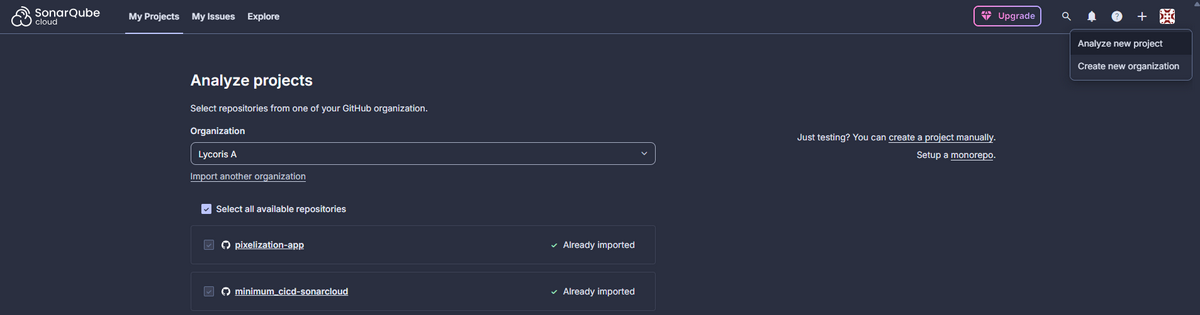 SonarQube
cloud
My Projects
My Issues
Explore
Upgrade
?
Analyze new project
Create new organization
Analyze projects
Select repositories from one of your GitHub organization.
Organization
Lycoris A
Import another organization
Just testing? You can create a project manually.
Setup a monorepo.
Select all available repositories
pixelization-app
Already imported
minimum_cicd-sonarcloud
Already imported